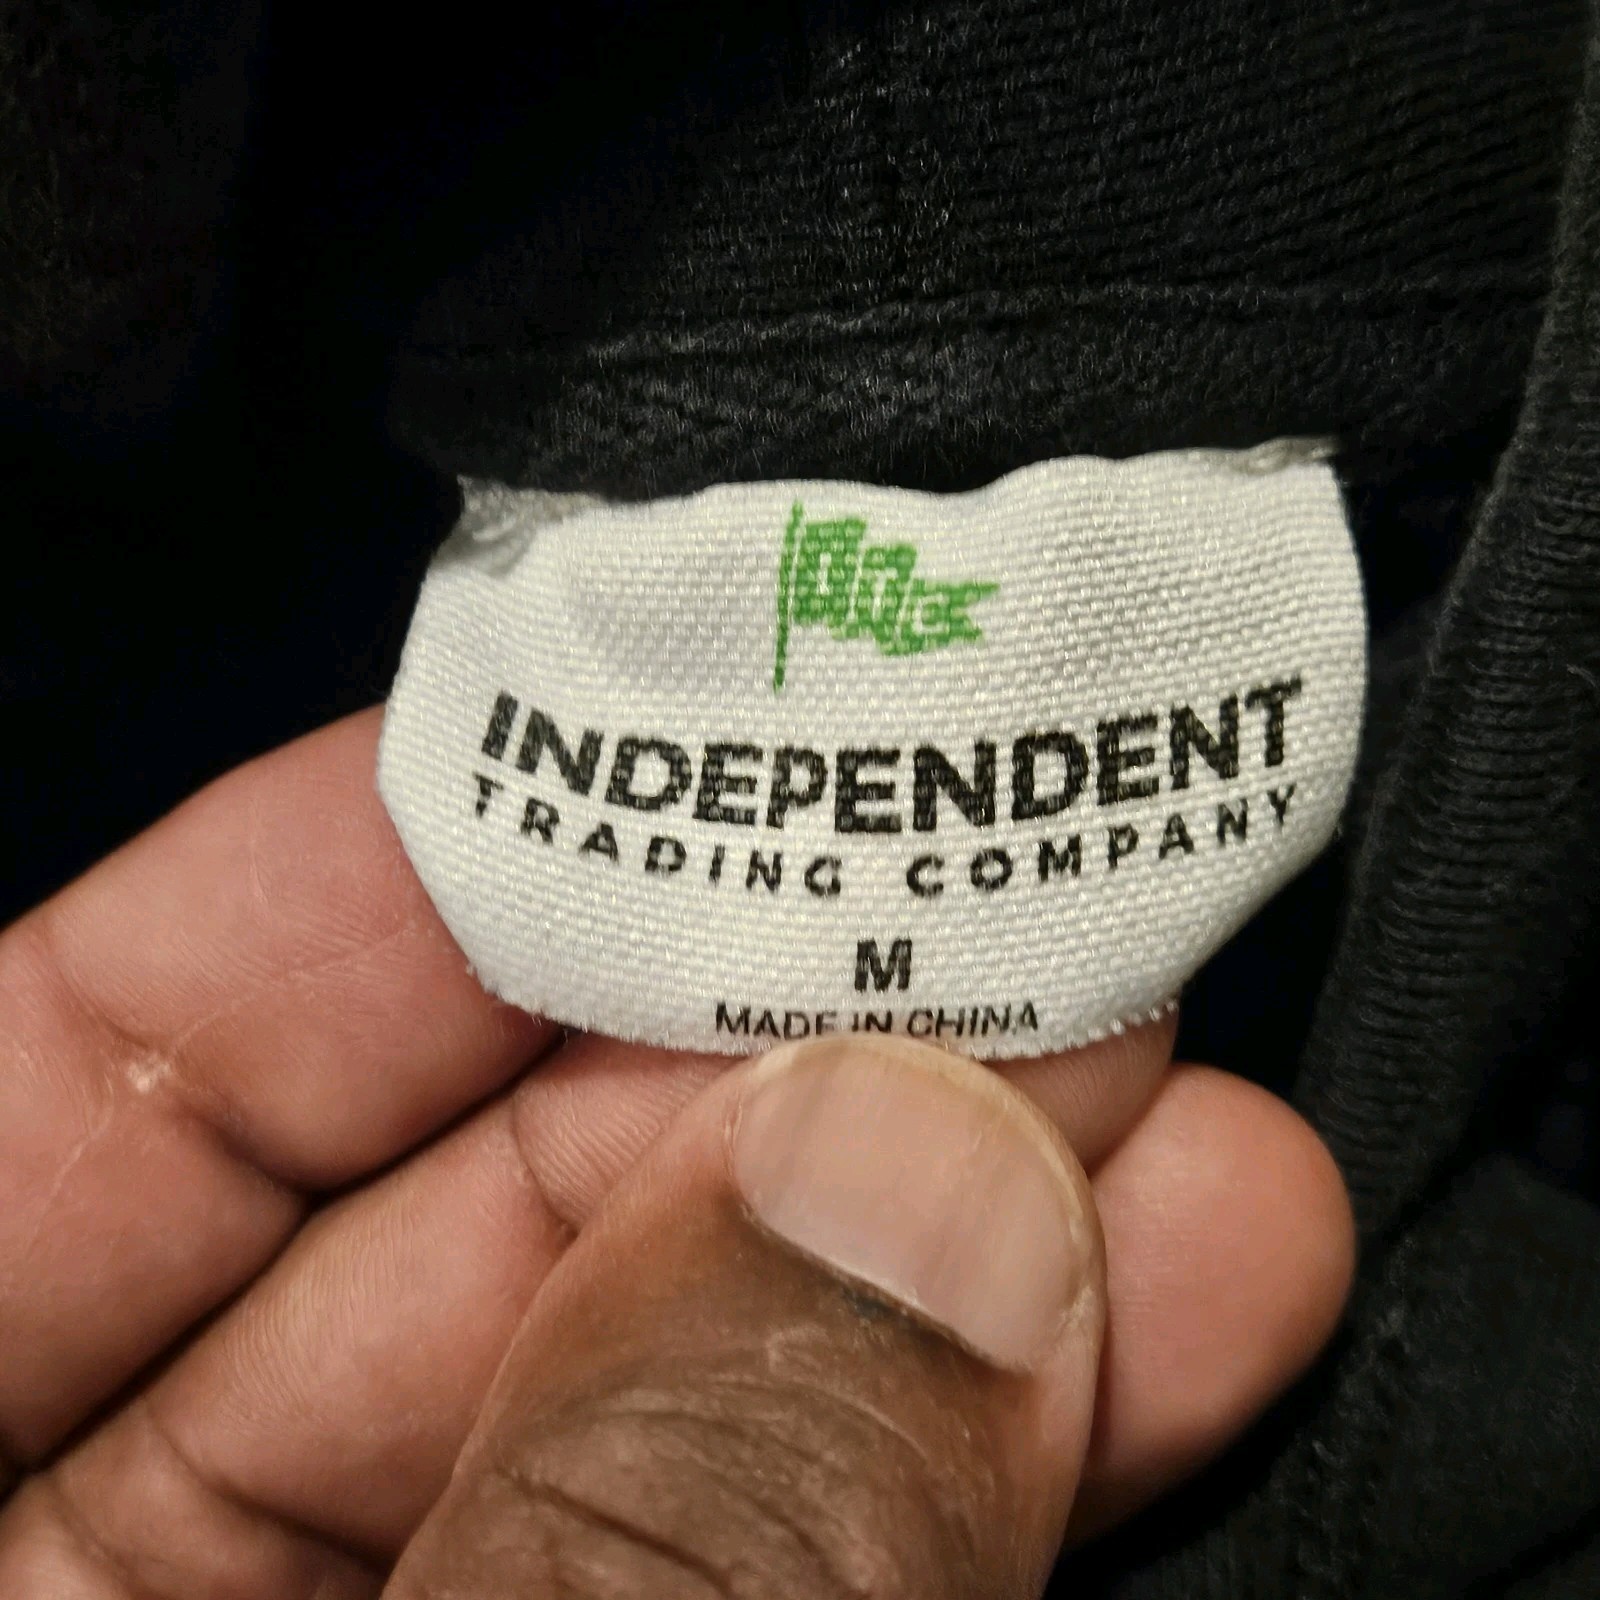 INDEPENDENT
TRADING COMPANY
M
MADE IN CHINA